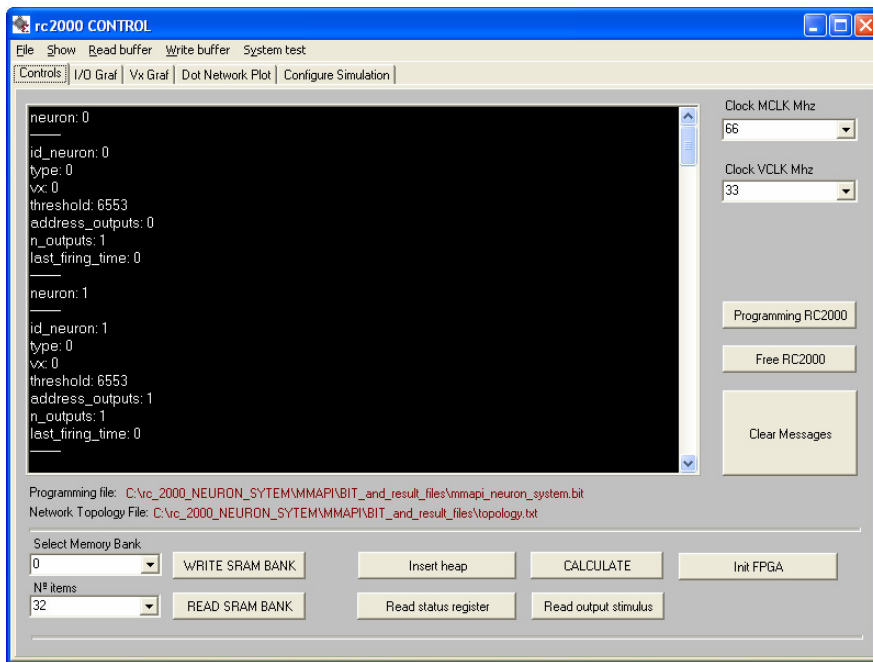 rc2000 CONTROL
File Show Read buffer Write buffer System test
Controls I/O Graf Vx Graf Dot Network Plot Configure Simulation
neuron: 0
id_neuron: 0
type: 0
vx: 0
threshold: 6553
address_outputs: 0
n_outputs: 1
last_firing_time: 0
neuron: 1
id_neuron: 1
type: 0
vx: 0
threshold: 6553
address_outputs: 1
n_outputs: 1
last_firing_time: 0
Clock MCLK Mhz
66
Clock VCLK Mhz
33
Programming RC2000
Free RC2000
Clear Messages
Programming file: C:\rc_2000_NEURON_SYTEM\MMAPI\BIT_and_result_files\mmapi_neuron_system.bit
Network Topology File: C:\rc_2000_NEURON_SYTEM\MMAPI\BIT_and_result_files\topology.txt
Select Memory Bank
0 WRITE SRAM BANK Insert heap CALCULATE Init FPGA
Nº items
32 READ SRAM BANK Read status register Read output stimulus